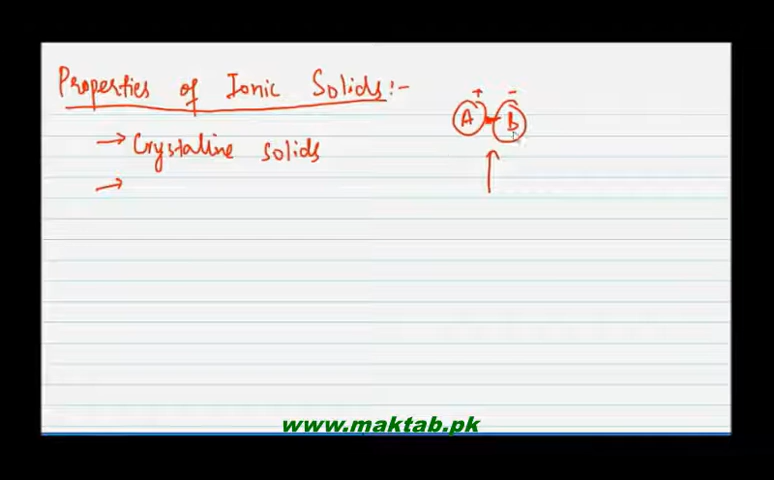 Properties of Ionic Solids:-
+ -
A B
→ Crystaline solids
→
www.maktab.pk